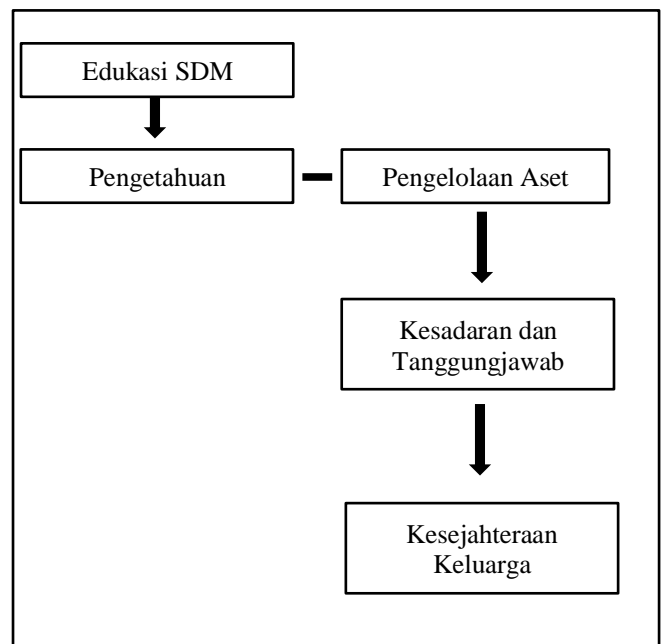 Edukasi SDM
Pengetahuan
Pengelolaan Aset
Kesadaran dan
Tanggungjawab
Kesejahteraan
Keluarga